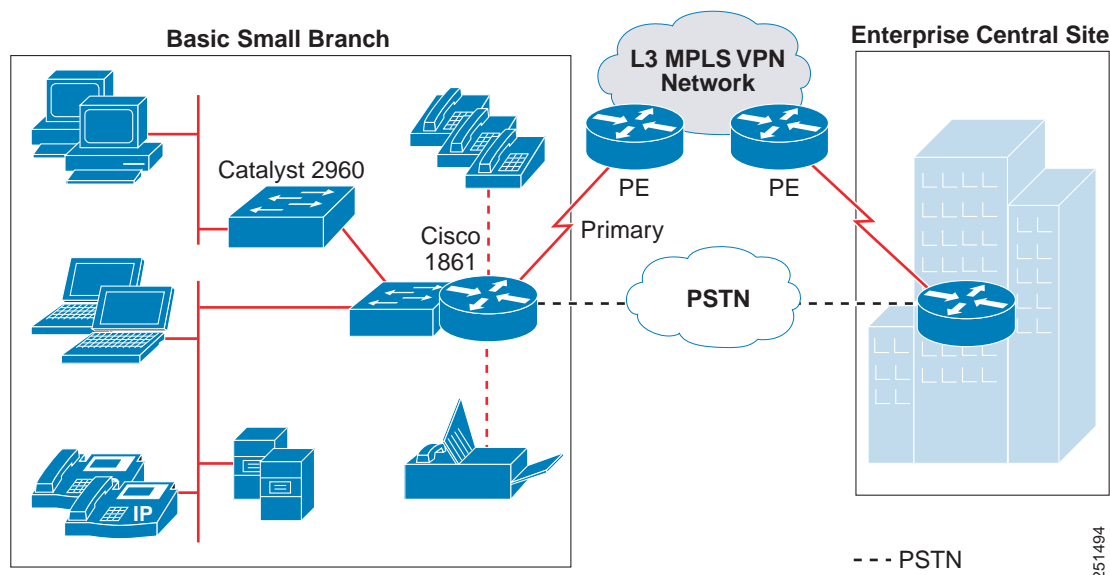 Basic Small Branch
Enterprise Central Site
L3 MPLS VPN
Network
Catalyst 2960
PE
PE
Cisco
1861
Primary
PSTN
IP
--- PSTN
251494